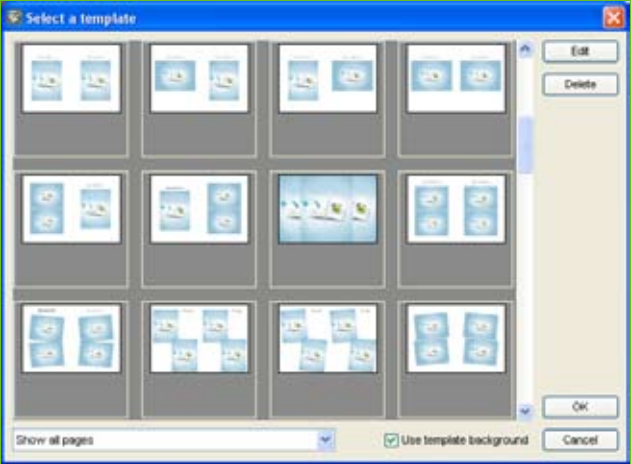 Select a template
Edit
Delete
OK
Show all pages
Use template background
Cancel